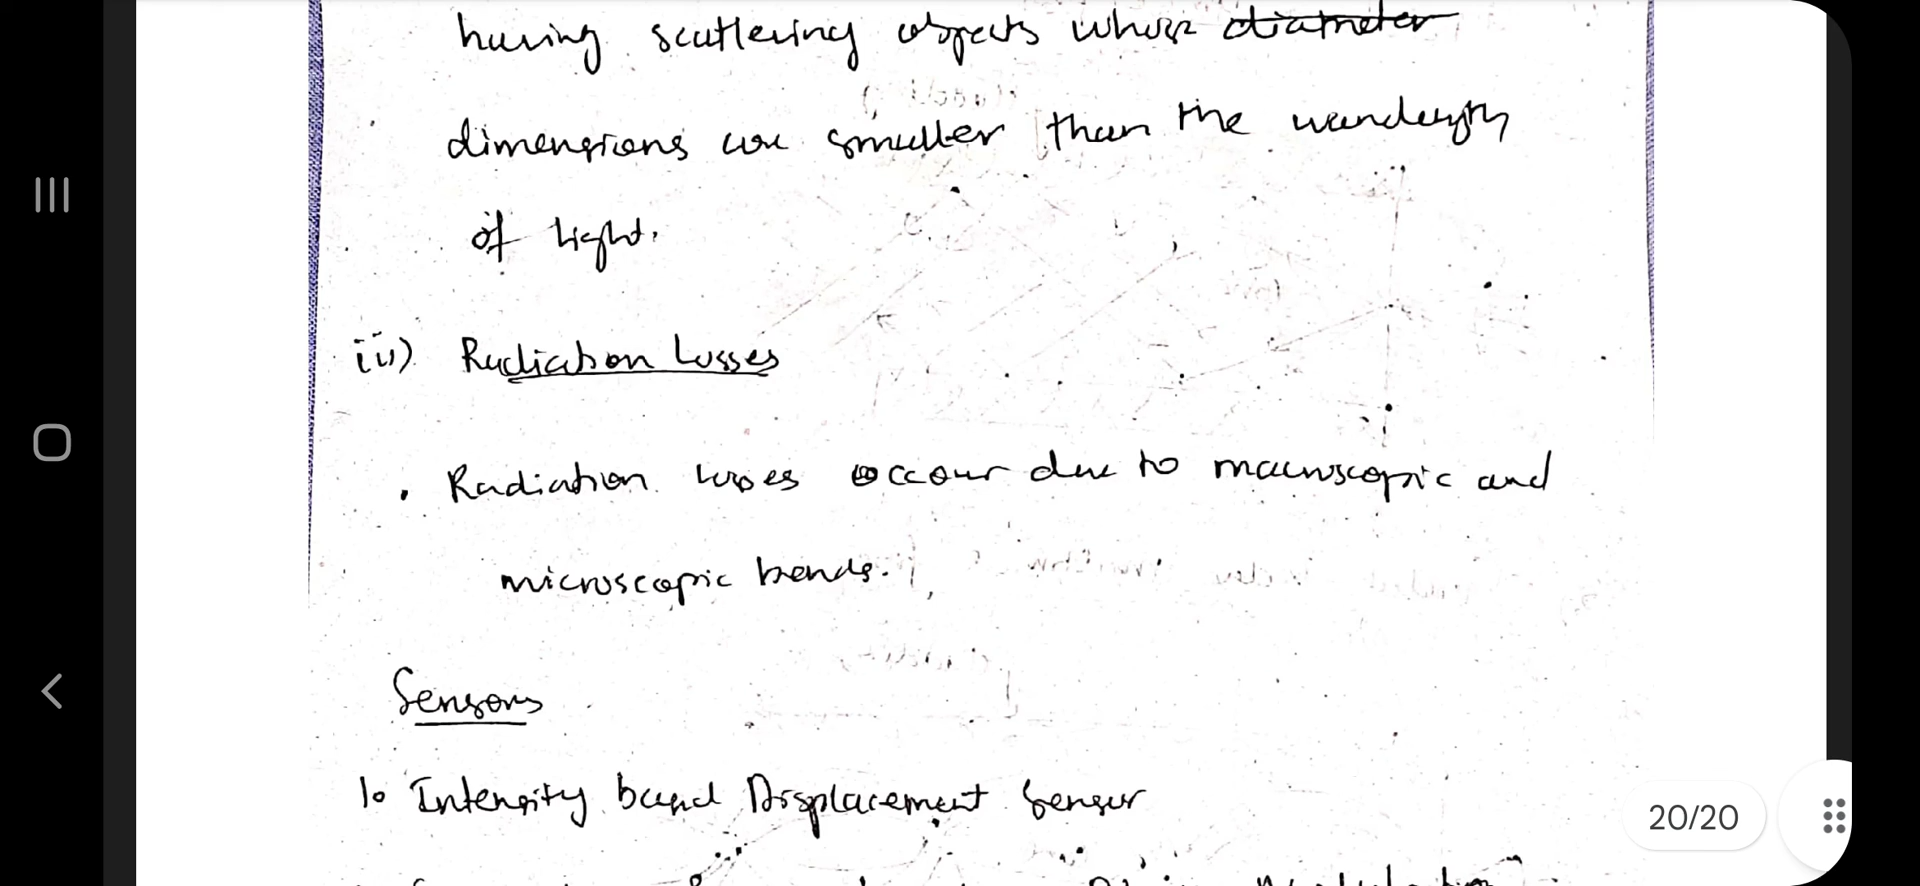 having scattering objects whose diameter
dimensions are smaller than the wavelength
of light.
iii) Radiation Losses
. Radiation losses occour due to macroscopic and
microscopic bends.
Sensors
1. Intensity based Displacement Sensor
20/20